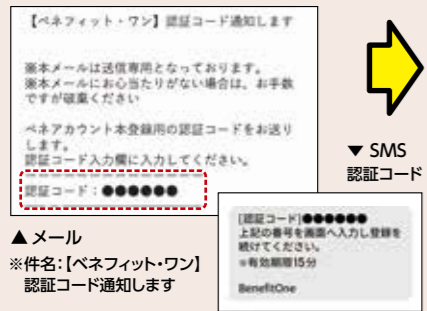 【ベネフィット・ワン】認証コード通知します
※本メールは送信専用となっております。
※本メールにお心当たりがない場合は、お手数
ですが破棄ください
ベネアカウント本登録用の認証コードをお送り
します。
認証コード入力欄に入力してください。
認証コード：●●●●●●
▲メール
※件名：【ベネフィット・ワン】
認証コード通知します
▼ SMS
認証コード
[認証コード]●●●●●●
上記の番号を画面へ入力し登録を
続けてください。
※有効期限15分
BenefitOne